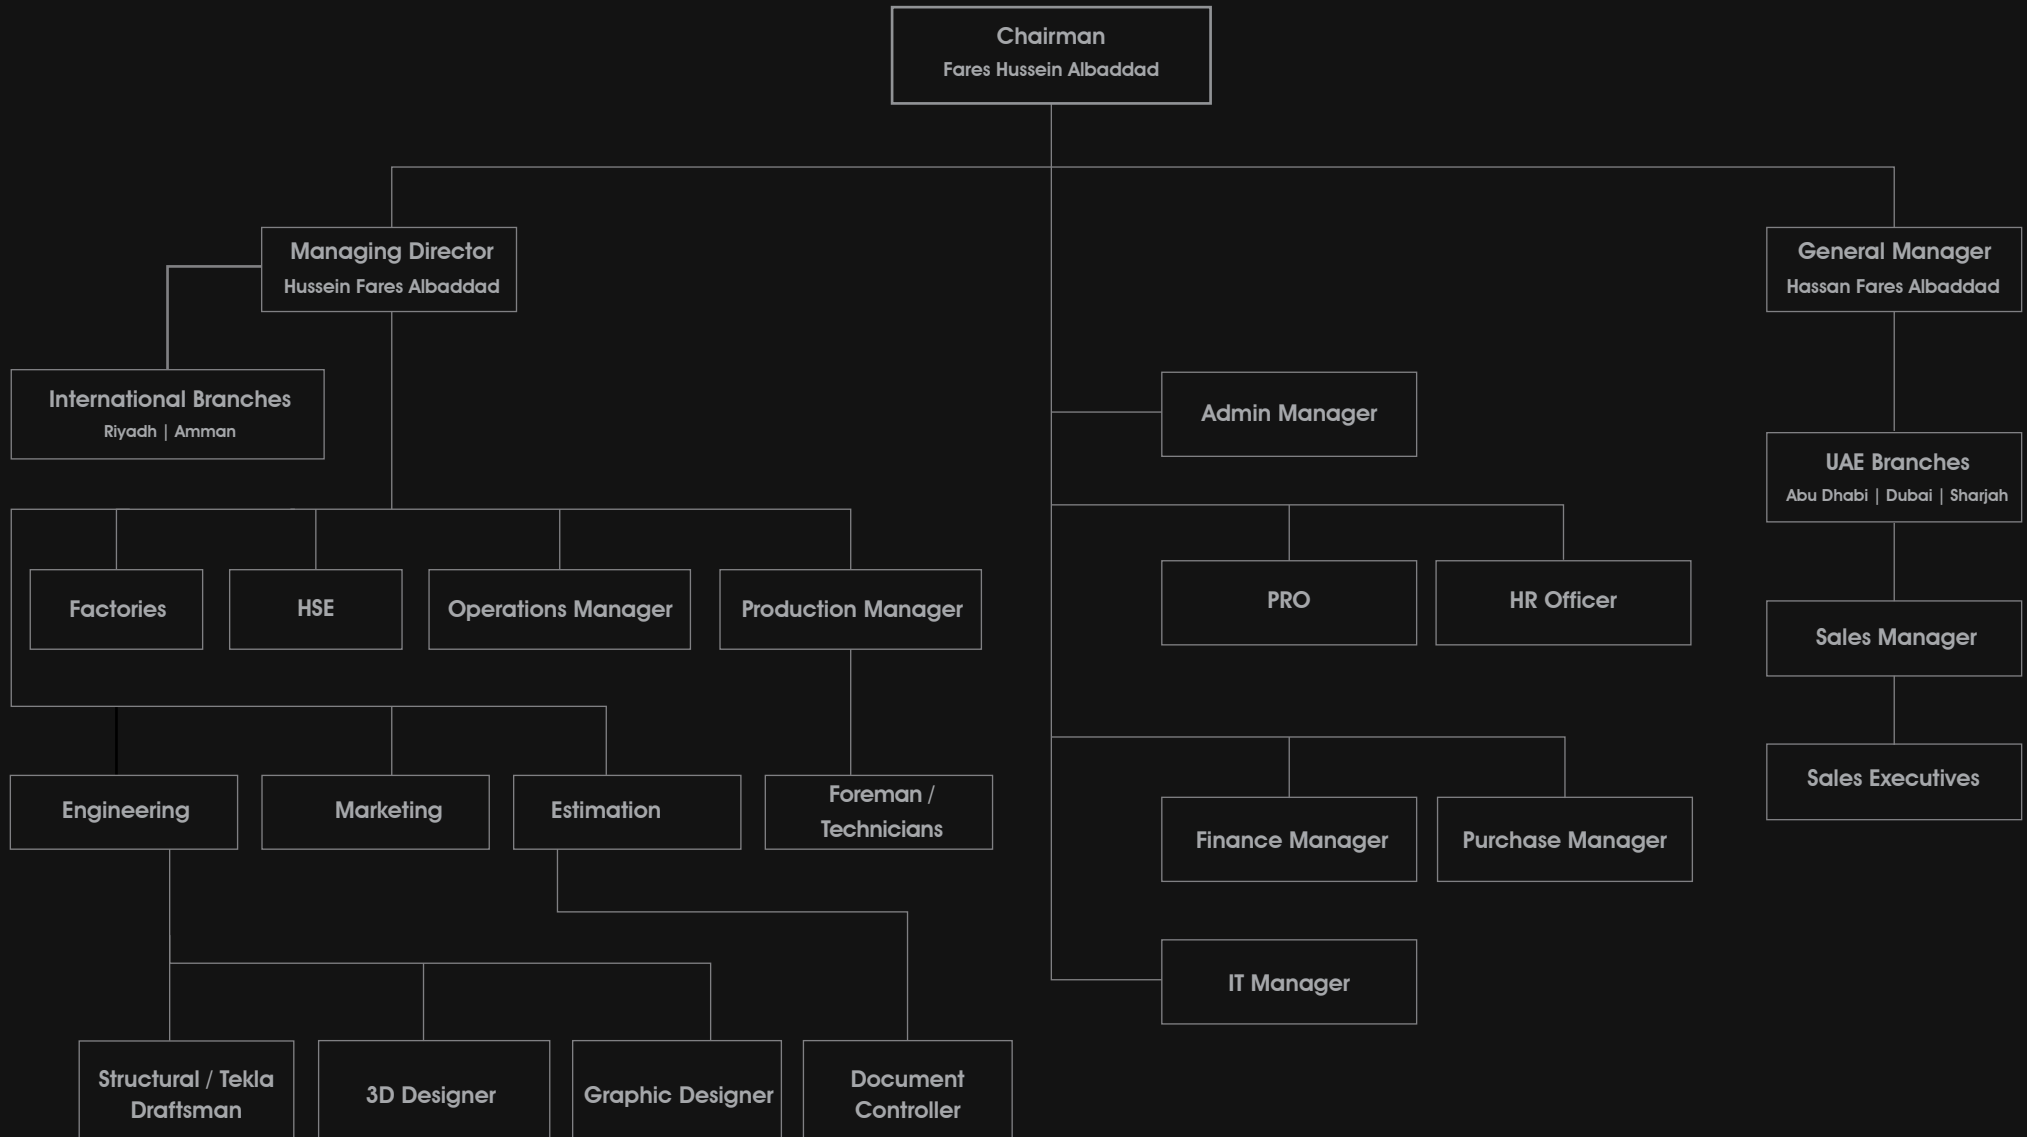 Chairman
Fares Hussein Albaddad
Managing Director
Hussein Fares Albaddad
General Manager
Hassan Fares Albaddad
International Branches
Riyadh | Amman
Admin Manager
UAE Branches
Abu Dhabi | Dubai | Sharjah
Factories
HSE
Operations Manager
Production Manager
PRO
HR Officer
Sales Manager
Engineering
Marketing
Estimation
Foreman /
Technicians
Finance Manager
Purchase Manager
Sales Executives
IT Manager
Structural / Tekla
Draftsman
3D Designer
Graphic Designer
Document
Controller